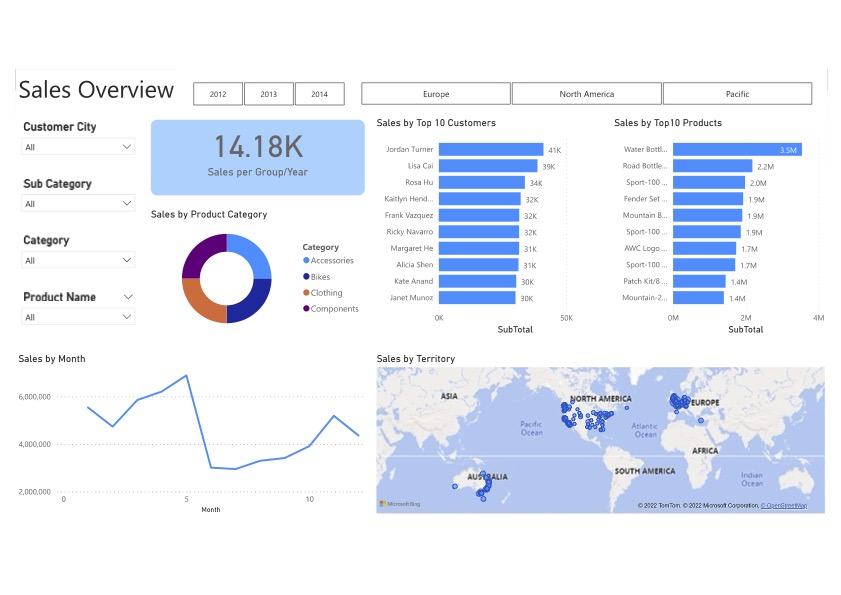 Sales Overview
2012
2013
2014
Europe
North America
Pacific
Customer City
All
Sub Category
All
Category
All
Product Name
All
14.18K
Sales per Group/Year
Sales by Product Category
Category
Accessories
Bikes
Clothing
Components
Sales by Top 10 Customers
Jordan Turner 41K
Lisa Cai 39K
Rosa Hu 34K
Kaitlyn Hend... 32K
Frank Vazquez 32K
Ricky Navarro 32K
Margaret He 31K
Alicia Shen 31K
Kate Anand 30K
Janet Munoz 30K
0K 50K
SubTotal
Sales by Top10 Products
Water Bottl... 3.5M
Road Bottle... 2.2M
Sport-100 ... 2.0M
Fender Set ... 1.9M
Mountain B... 1.9M
Sport-100 ... 1.9M
AWC Logo ... 1.7M
Sport-100 ... 1.7M
Patch Kit/8 ... 1.4M
Mountain-2... 1.4M
0M 2M 4M
SubTotal
Sales by Month
6,000,000
4,000,000
2,000,000
0 5 10
Month
Sales by Territory
ASIA
NORTH AMERICA
EUROPE
Pacific
Ocean
Atlantic
Ocean
AFRICA
AUSTRALIA
SOUTH AMERICA
Indian
Ocean
Microsoft Bing
© 2022 TomTom, © 2022 Microsoft Corporation, © OpenStreetMap